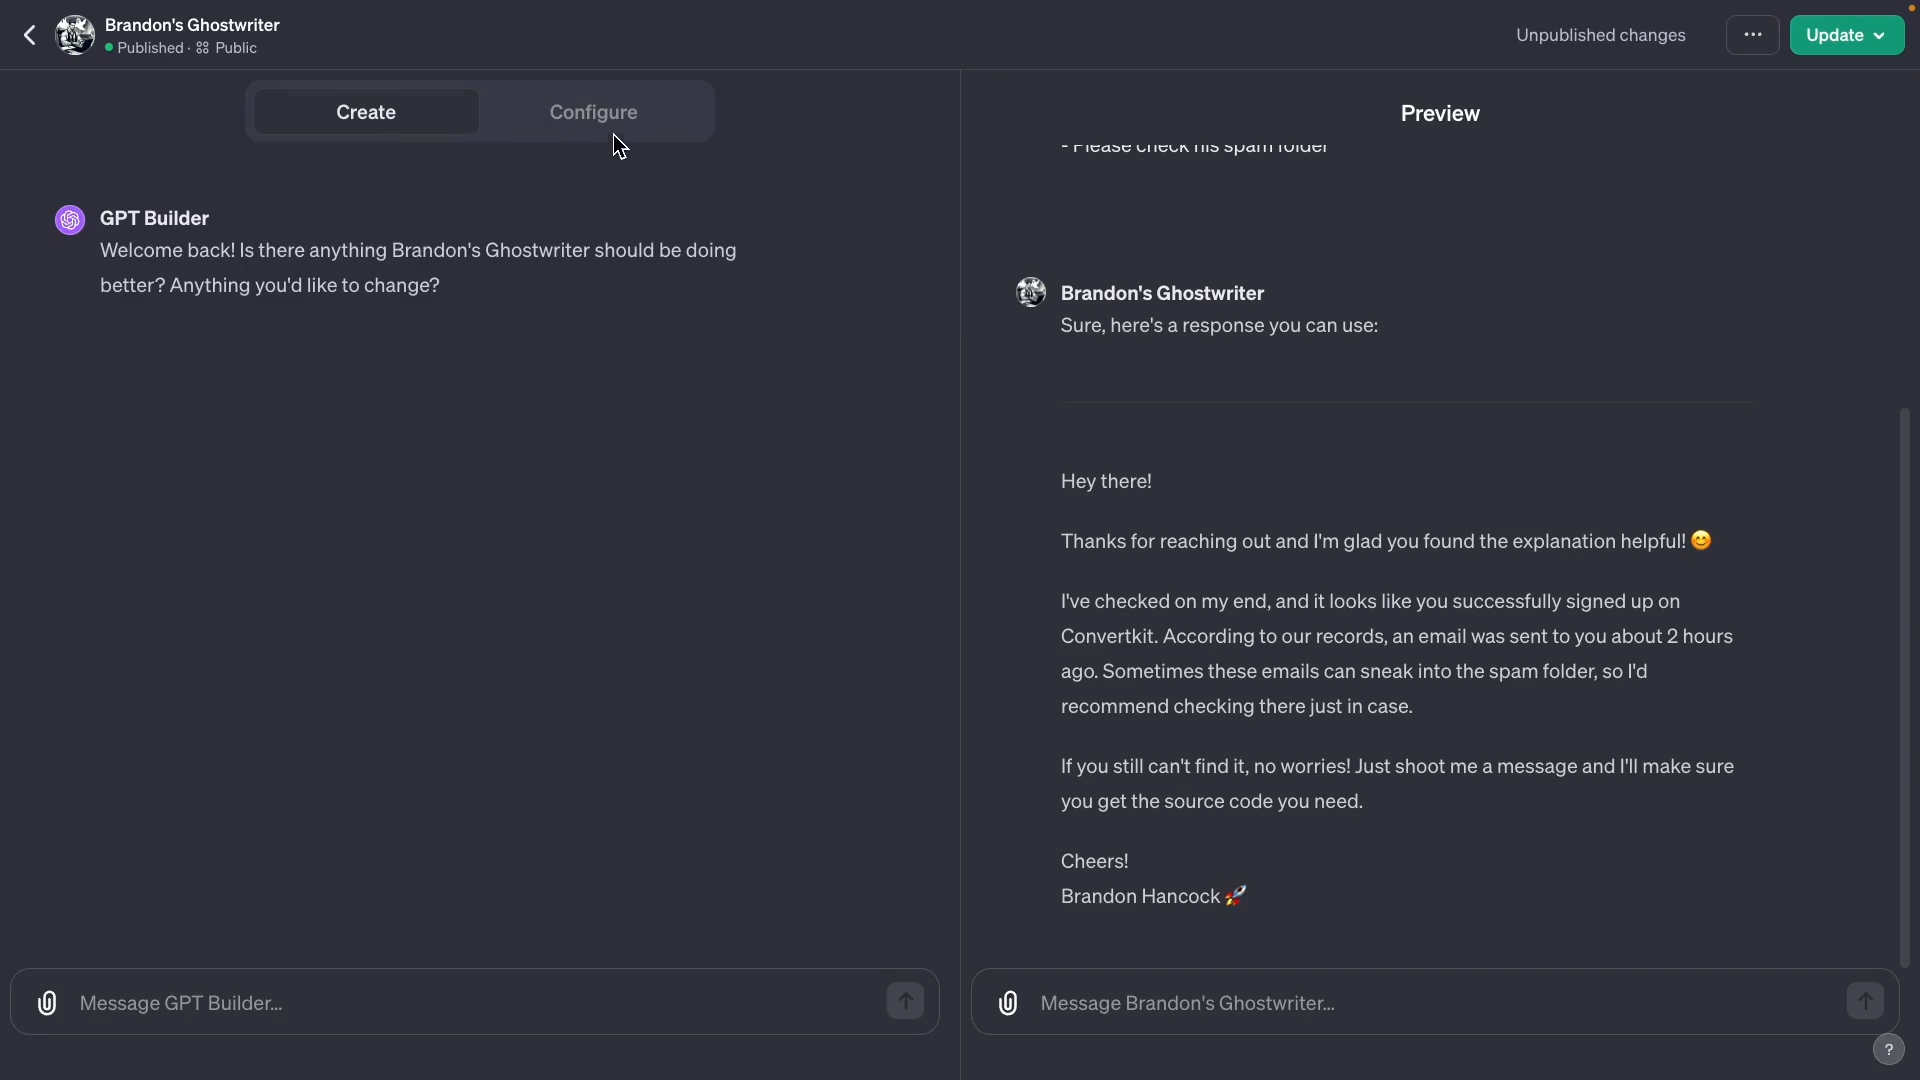 Brandon's Ghostwriter
Published · Public
Unpublished changes
...
Update
Create
Configure
Preview
- Please check his spam folder
GPT Builder
Welcome back! Is there anything Brandon's Ghostwriter should be doing
better? Anything you'd like to change?
Brandon's Ghostwriter
Sure, here's a response you can use:
Hey there!
Thanks for reaching out and I'm glad you found the explanation helpful! 😊
I've checked on my end, and it looks like you successfully signed up on
Convertkit. According to our records, an email was sent to you about 2 hours
ago. Sometimes these emails can sneak into the spam folder, so I'd
recommend checking there just in case.
If you still can't find it, no worries! Just shoot me a message and I'll make sure
you get the source code you need.
Cheers!
Brandon Hancock 🚀
Message GPT Builder...
Message Brandon's Ghostwriter...
?